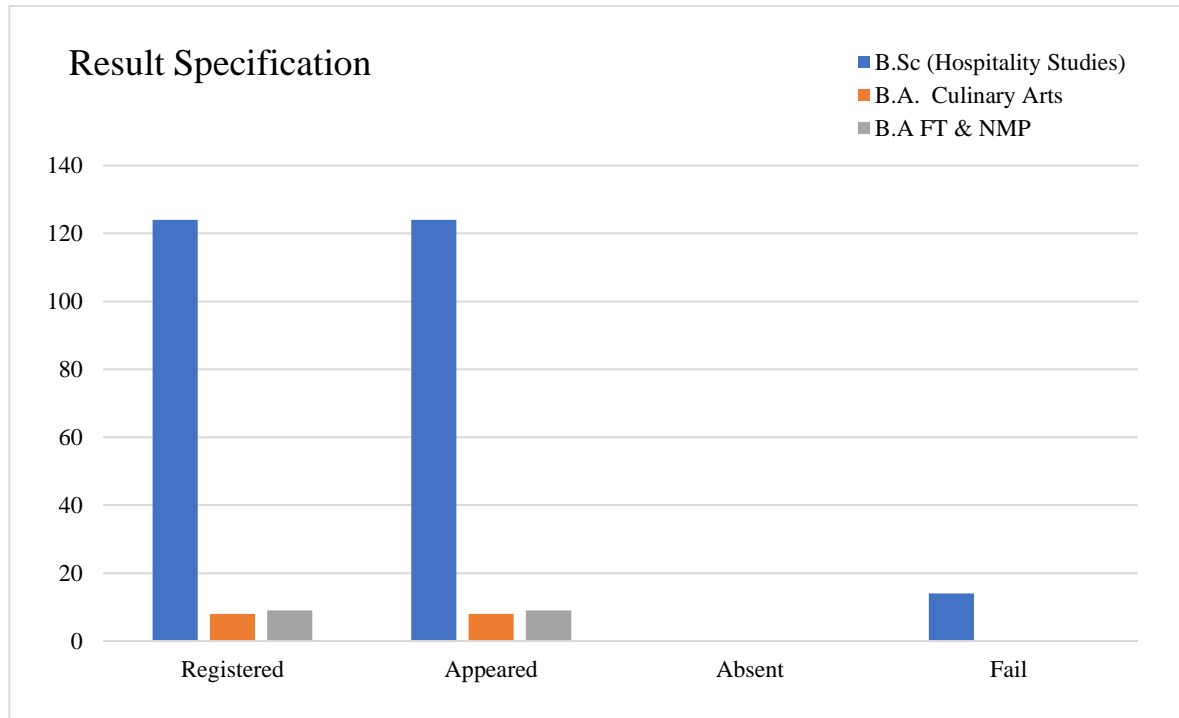 Result Specification
B.Sc (Hospitality Studies)
B.A.  Culinary Arts
B.A FT & NMP
140
120
100
80
60
40
20
0
Registered Appeared Absent Fail